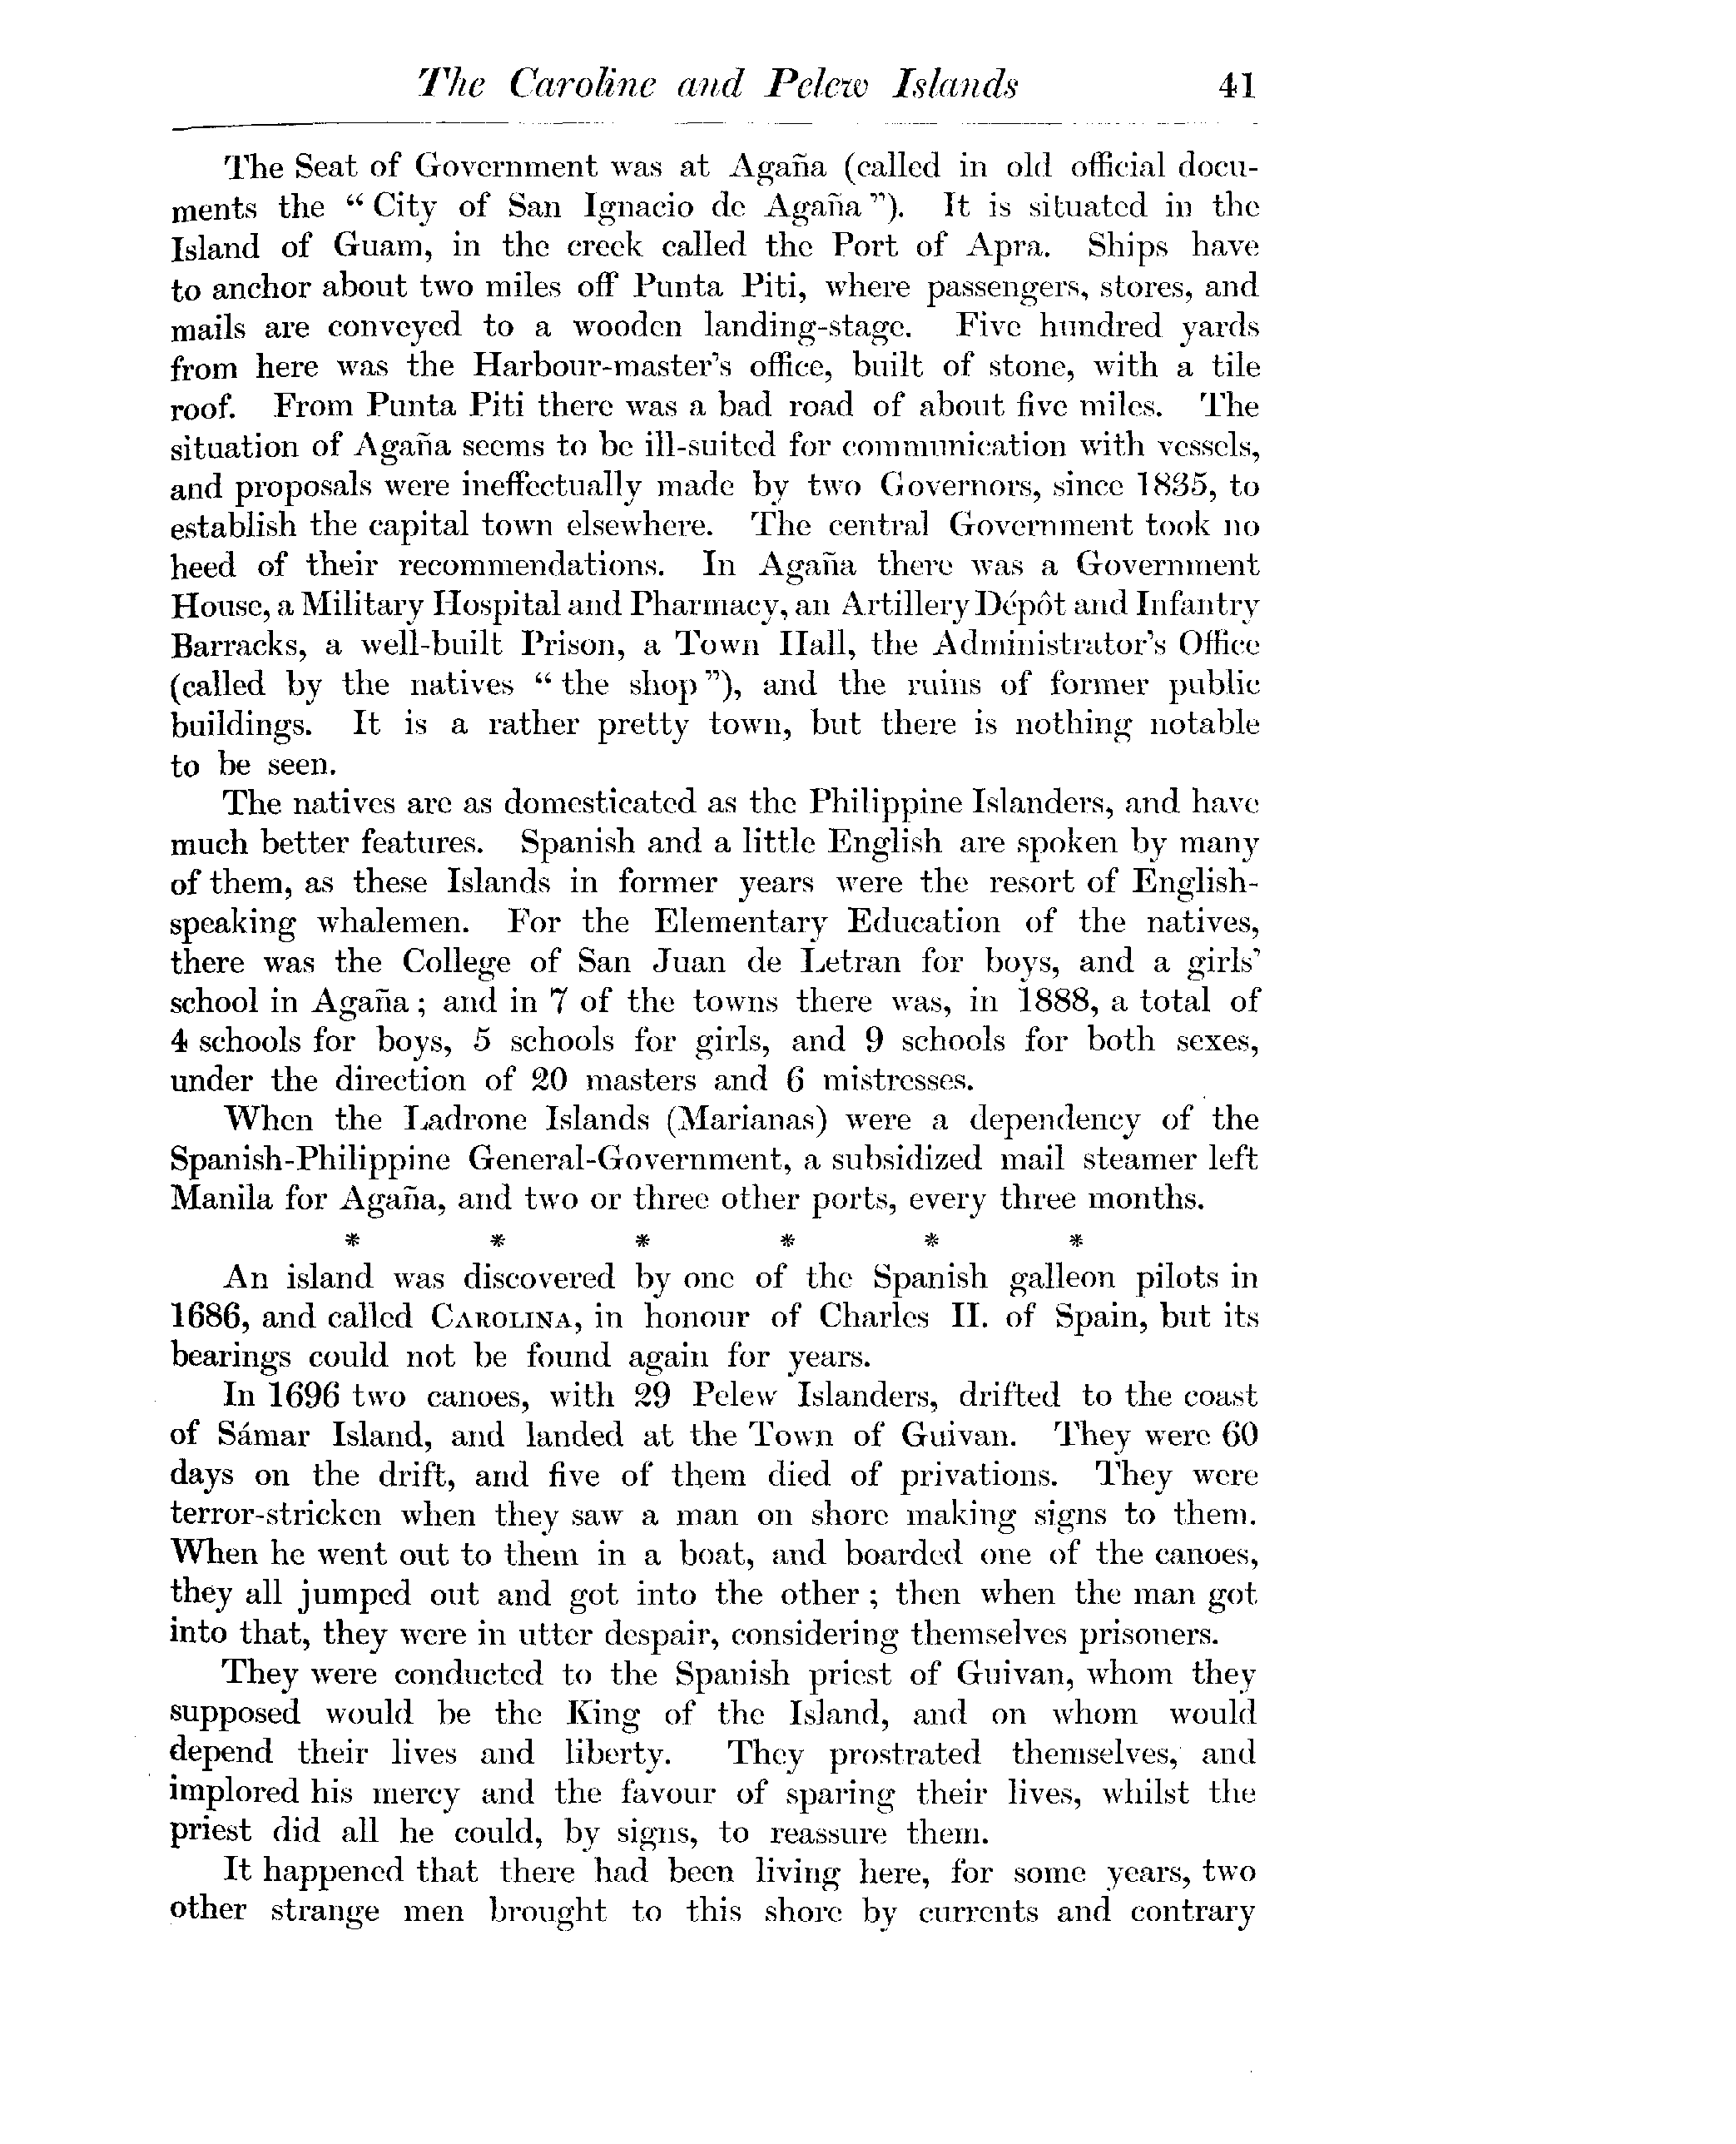 The Caroline and Pelew Islands 41
The Seat of Government was at Agaña (called in old official docu-
ments the “ City of San Ignacio de Agaña ”). It is situated in the
Island of Guam, in the creek called the Port of Apra. Ships have
to anchor about two miles off Punta Piti, where passengers, stores, and
mails are conveyed to a wooden landing-stage. Five hundred yards
from here was the Harbour-master’s office, built of stone, with a tile
roof. From Punta Piti there was a bad road of about five miles. The
situation of Agaña seems to be ill-suited for communication with vessels,
and proposals were ineffectually made by two Governors, since 1835, to
establish the capital town elsewhere. The central Government took no
heed of their recommendations. In Agaña there was a Government
House, a Military Hospital and Pharmacy, an Artillery Dépôt and Infantry
Barracks, a well-built Prison, a Town Hall, the Administrator’s Office
(called by the natives “ the shop ”), and the ruins of former public
buildings. It is a rather pretty town, but there is nothing notable
to be seen.
The natives are as domesticated as the Philippine Islanders, and have
much better features. Spanish and a little English are spoken by many
of them, as these Islands in former years were the resort of English-
speaking whalemen. For the Elementary Education of the natives,
there was the College of San Juan de Letran for boys, and a girls’
school in Agaña ; and in 7 of the towns there was, in 1888, a total of
4 schools for boys, 5 schools for girls, and 9 schools for both sexes,
under the direction of 20 masters and 6 mistresses.
When the Ladrone Islands (Marianas) were a dependency of the
Spanish-Philippine General-Government, a subsidized mail steamer left
Manila for Agaña, and two or three other ports, every three months.
* * * * * *
An island was discovered by one of the Spanish galleon pilots in
1686, and called CAROLINA, in honour of Charles II. of Spain, but its
bearings could not be found again for years.
In 1696 two canoes, with 29 Pelew Islanders, drifted to the coast
of Sámar Island, and landed at the Town of Guivan. They were 60
days on the drift, and five of them died of privations. They were
terror-stricken when they saw a man on shore making signs to them.
When he went out to them in a boat, and boarded one of the canoes,
they all jumped out and got into the other ; then when the man got
into that, they were in utter despair, considering themselves prisoners.
They were conducted to the Spanish priest of Guivan, whom they
supposed would be the King of the Island, and on whom would
depend their lives and liberty. They prostrated themselves, and
implored his mercy and the favour of sparing their lives, whilst the
priest did all he could, by signs, to reassure them.
It happened that there had been living here, for some years, two
other strange men brought to this shore by currents and contrary